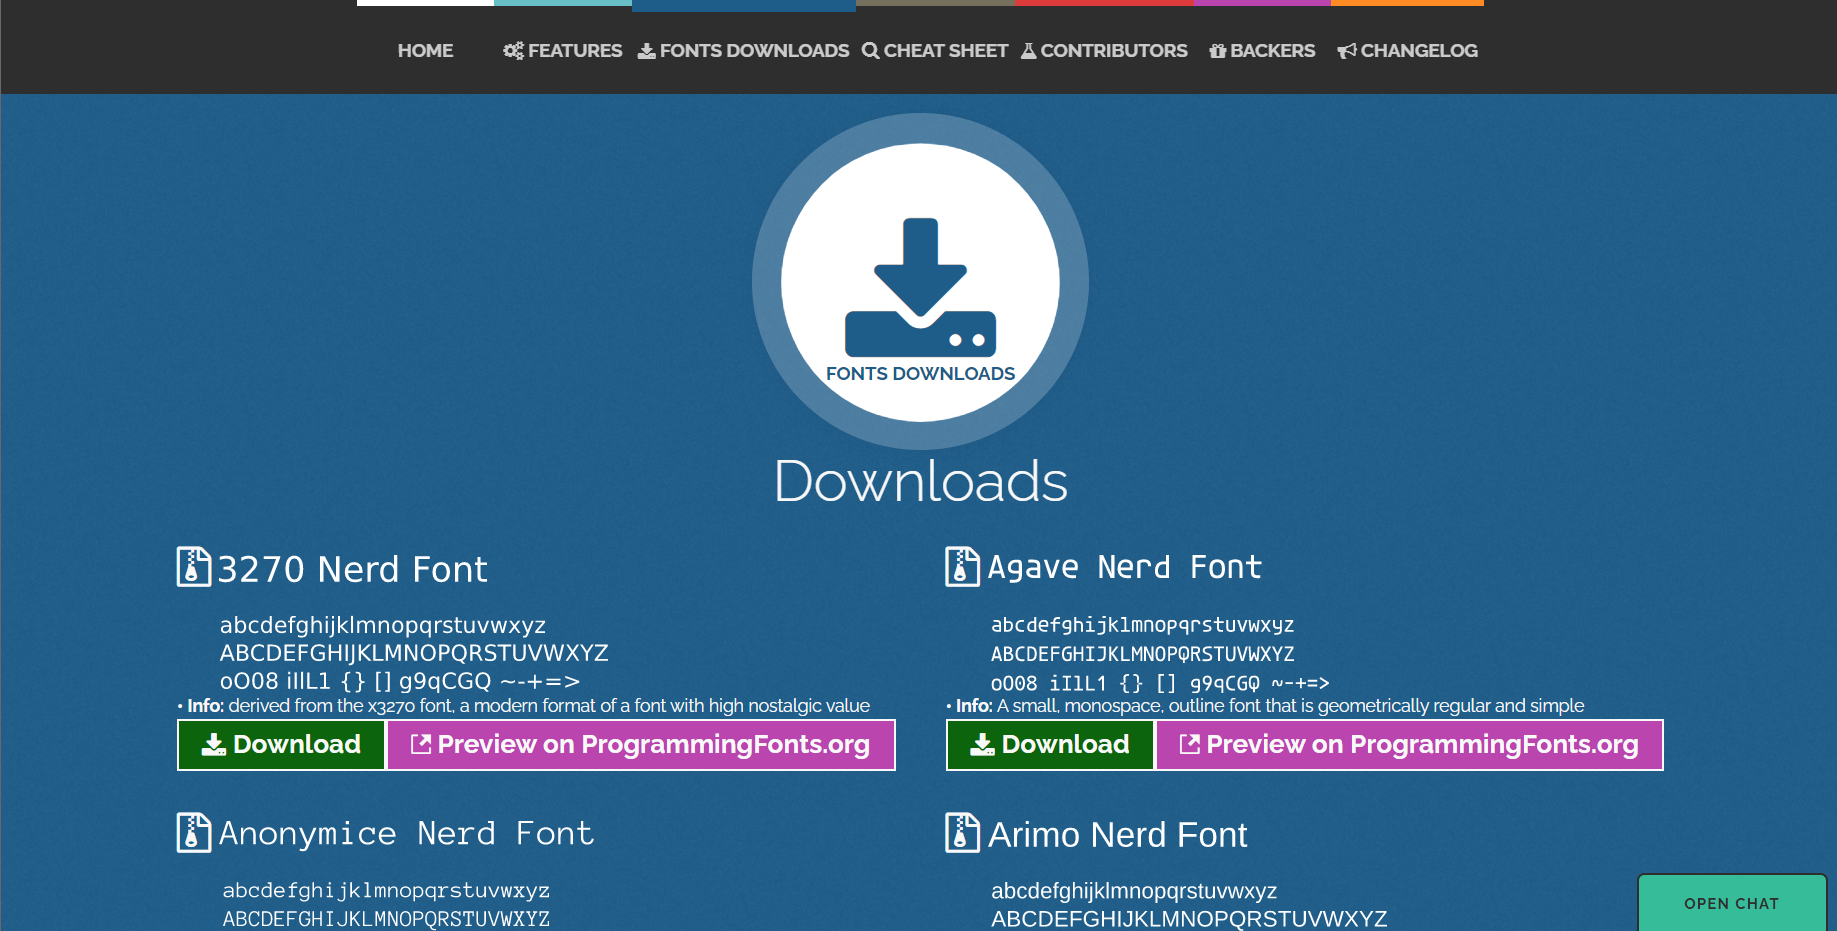 HOME FEATURES FONTS DOWNLOADS CHEAT SHEET CONTRIBUTORS BACKERS CHANGELOG
FONTS DOWNLOADS
Downloads
3270 Nerd Font
abcdefghijklmnopqrstuvwxyz
ABCDEFGHIJKLMNOPQRSTUVWXYZ
oO08 iIlL1 {} [] g9qCGQ ~-+=>
• Info: derived from the x3270 font, a modern format of a font with high nostalgic value
Download Preview on ProgrammingFonts.org
Agave Nerd Font
abcdefghijklmnopqrstuvwxyz
ABCDEFGHIJKLMNOPQRSTUVWXYZ
oO08 iIlL1 {} [] g9qCGQ ~-+=>
• Info: A small, monospace, outline font that is geometrically regular and simple
Download Preview on ProgrammingFonts.org
Anonymice Nerd Font
abcdefghijklmnopqrstuvwxyz
ABCDEFGHIJKLMNOPQRSTUVWXYZ
Arimo Nerd Font
abcdefghijklmnopqrstuvwxyz
ABCDEFGHIJKLMNOPQRSTUVWXYZ
OPEN CHAT